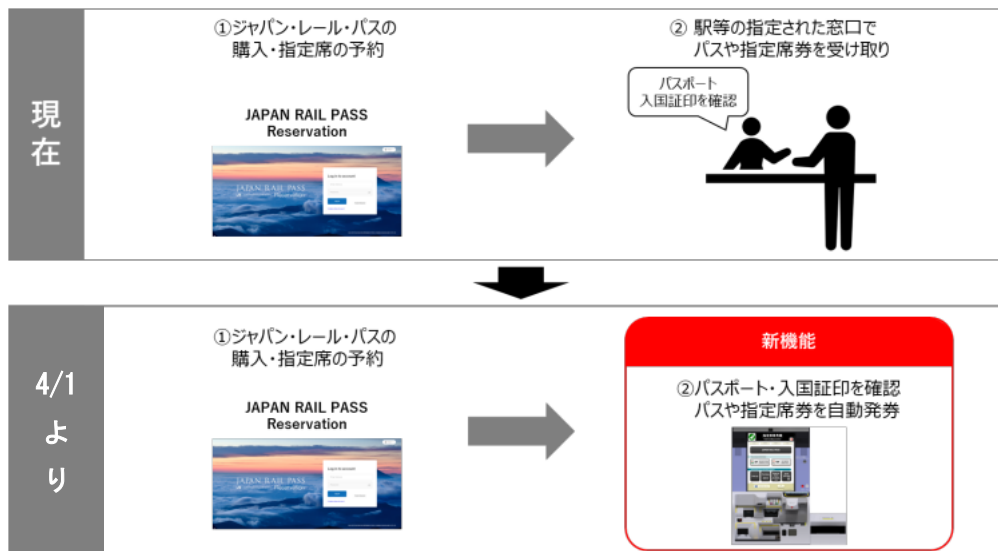 現在
①ジャパン・レール・パスの
購入・指定席の予約
JAPAN RAIL PASS
Reservation
JAPAN RAIL PASS
② 駅等の指定された窓口で
パスや指定席券を受け取り
パスポート
入国証印を確認
4/1より
①ジャパン・レール・パスの
購入・指定席の予約
JAPAN RAIL PASS
Reservation
JAPAN RAIL PASS
新機能
②パスポート・入国証印を確認
パスや指定席券を自動発券